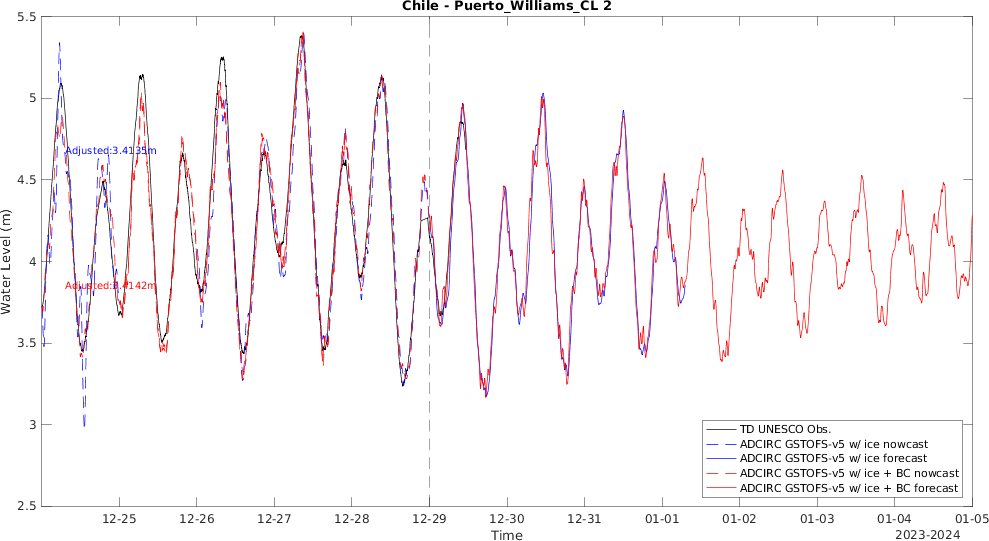 Chile - Puerto_Williams_CL 2
5.5
5
4.5
4
3.5
3
2.5
Water Level (m)
Adjusted:3.4135m
Adjusted:3.4142m
TD UNESCO Obs.
ADCIRC GSTOFS-v5 w/ ice nowcast
ADCIRC GSTOFS-v5 w/ ice forecast
ADCIRC GSTOFS-v5 w/ ice + BC nowcast
ADCIRC GSTOFS-v5 w/ ice + BC forecast
12-25 12-26 12-27 12-28 12-29 12-30 12-31 01-01 01-02 01-03 01-04 01-05
Time
2023-2024